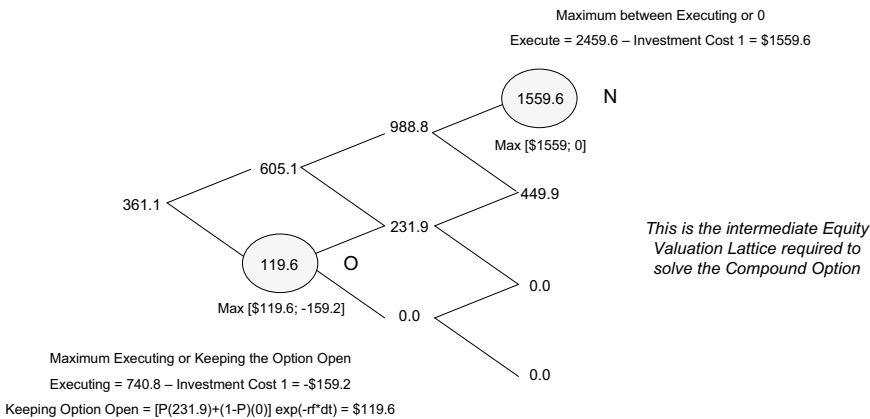 Maximum between Executing or 0
Execute = 2459.6 – Investment Cost 1 = $1559.6
1559.6
N
988.8
Max [$1559; 0]
605.1
449.9
361.1
231.9
This is the intermediate Equity
Valuation Lattice required to
solve the Compound Option
119.6
O
0.0
Max [$119.6; -159.2]
0.0
Maximum Executing or Keeping the Option Open
0.0
Executing = 740.8 – Investment Cost 1 = -$159.2
Keeping Option Open = [P(231.9)+(1-P)(0)] exp(-rf*dt) = $119.6